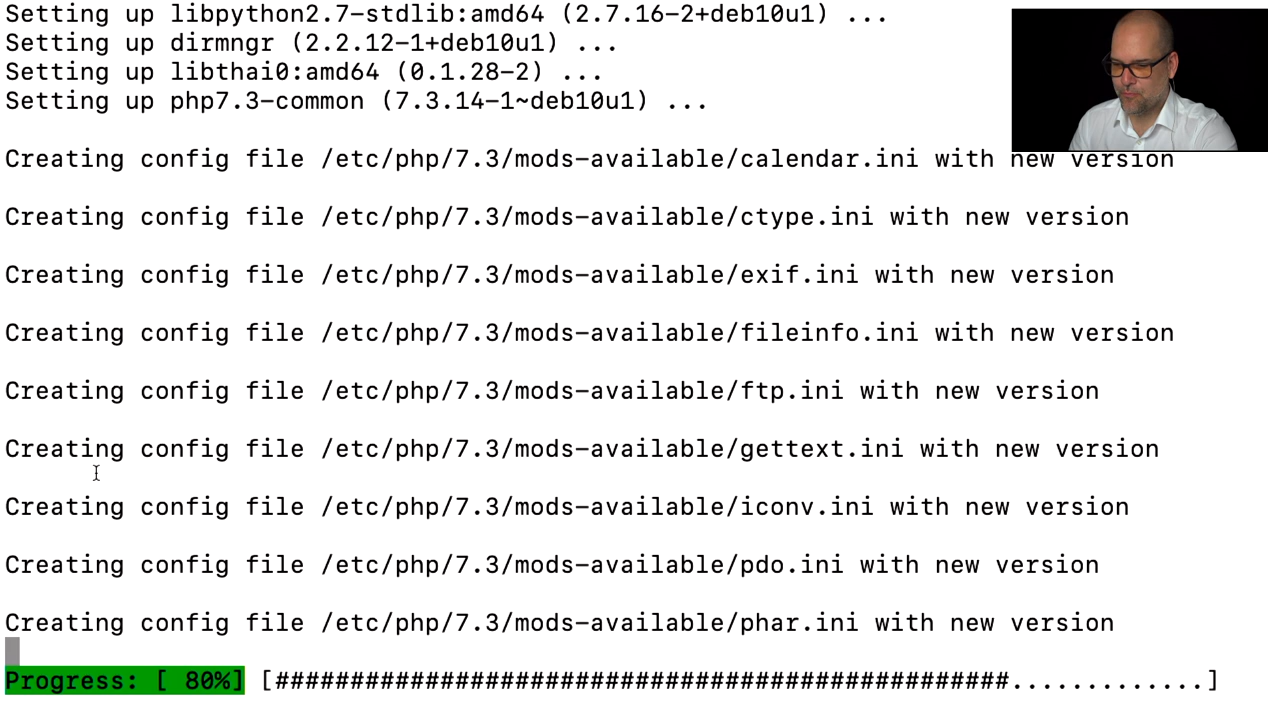 Setting up libpython2.7-stdlib:amd64 (2.7.16-2+deb10u1) ...
Setting up dirmngr (2.2.12-1+deb10u1) ...
Setting up libthai0:amd64 (0.1.28-2) ...
Setting up php7.3-common (7.3.14-1~deb10u1) ...
Creating config file /etc/php/7.3/mods-available/calendar.ini with new version
Creating config file /etc/php/7.3/mods-available/ctype.ini with new version
Creating config file /etc/php/7.3/mods-available/exif.ini with new version
Creating config file /etc/php/7.3/mods-available/fileinfo.ini with new version
Creating config file /etc/php/7.3/mods-available/ftp.ini with new version
Creating config file /etc/php/7.3/mods-available/gettext.ini with new version
Creating config file /etc/php/7.3/mods-available/iconv.ini with new version
Creating config file /etc/php/7.3/mods-available/pdo.ini with new version
Creating config file /etc/php/7.3/mods-available/phar.ini with new version
Progress: [ 80%] [#################################################.............]